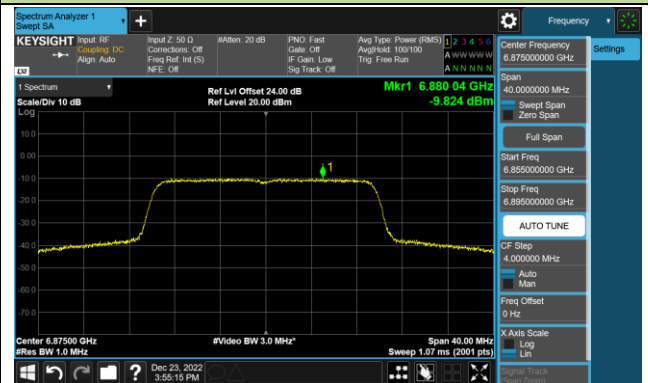 Spectrum Analyzer 1
Swept SA
Frequency
KEYSIGHT
Input: RF
Coupling: DC
Align: Auto
Input Z: 50 Ω
Corrections: Off
Freq Ref: Int (S)
NFE: Off
#Atten: 20 dB
PNO: Fast
Gate: Off
IF Gain: Low
Sig Track: Off
Avg Type: Power (RMS)
Avg|Hold: 100/100
Trig: Free Run
1 2 3 4 5 6
A W W W W W
A N N N N N
LXI
1 Spectrum
Scale/Div 10 dB
Ref Lvl Offset 24.00 dB
Ref Level 20.00 dBm
Mkr1 6.880 04 GHz
-9.824 dBm
Log
10.0
0.00
-10.0
-20.0
-30.0
-40.0
-50.0
-60.0
-70.0
1
Center 6.87500 GHz
#Res BW 1.0 MHz
#Video BW 3.0 MHz*
Span 40.00 MHz
Sweep 1.07 ms (2001 pts)
Dec 23, 2022
3:55:15 PM
Center Frequency
6.875000000 GHz
Settings
Span
40.0000000 MHz
Swept Span
Zero Span
Full Span
Start Freq
6.855000000 GHz
Stop Freq
6.895000000 GHz
AUTO TUNE
CF Step
4.000000 MHz
Auto
Man
Freq Offset
0 Hz
X Axis Scale
Log
Lin
Signal Track